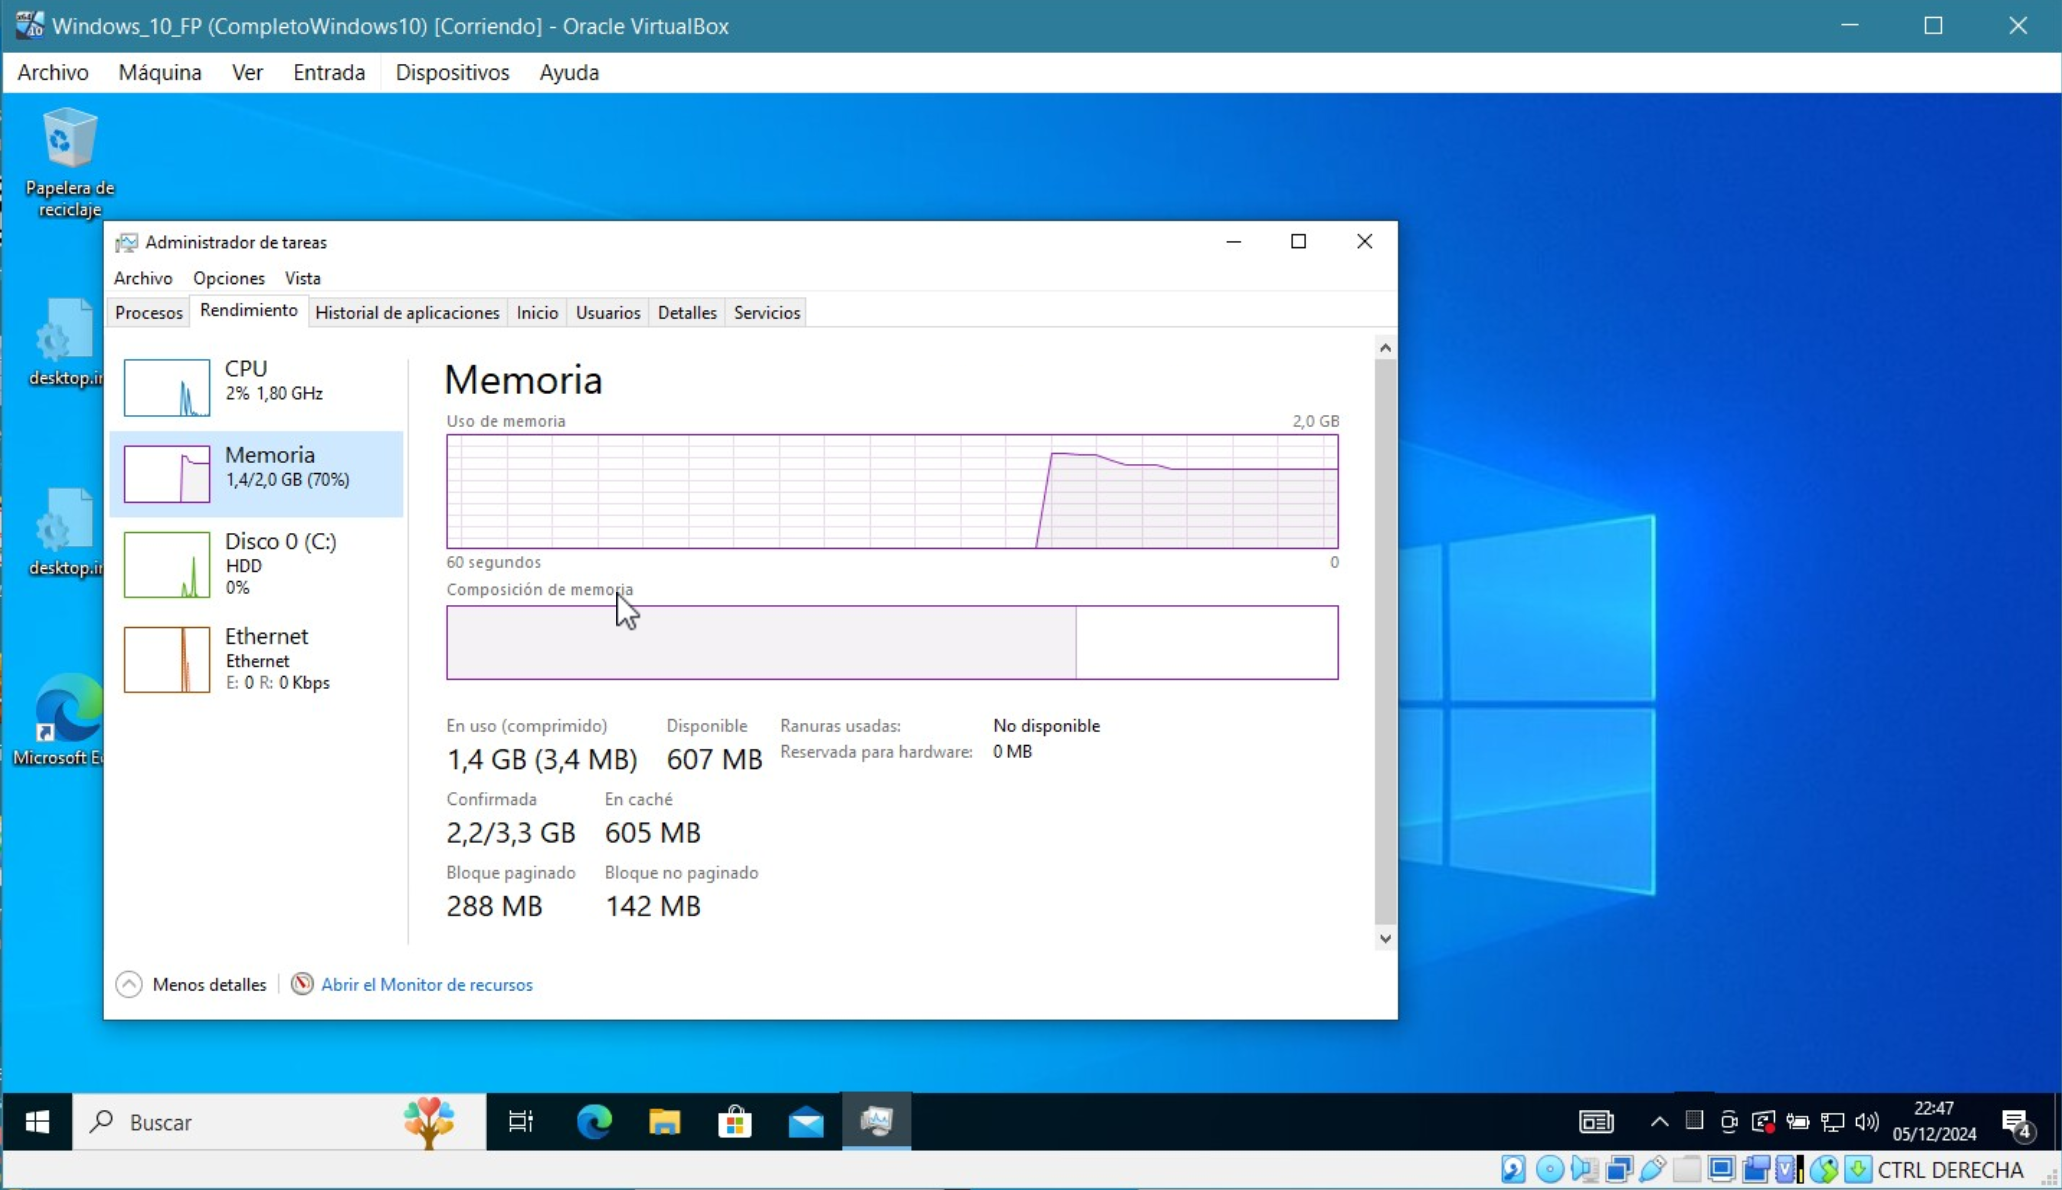 Windows_10_FP (CompletoWindows10) [Corriendo] - Oracle VirtualBox
Archivo Máquina Ver Entrada Dispositivos Ayuda
Papelera de
reciclaje
desktop.in
desktop.in
Microsoft Ed
Administrador de tareas
Archivo Opciones Vista
Procesos Rendimiento Historial de aplicaciones Inicio Usuarios Detalles Servicios
CPU
2% 1,80 GHz
Memoria
1,4/2,0 GB (70%)
Disco 0 (C:)
HDD
0%
Ethernet
Ethernet
E: 0 R: 0 Kbps
Memoria
Uso de memoria 2,0 GB
60 segundos 0
Composición de memoria
En uso (comprimido) Disponible Ranuras usadas: No disponible
1,4 GB (3,4 MB) 607 MB Reservada para hardware: 0 MB
Confirmada En caché
2,2/3,3 GB 605 MB
Bloque paginado Bloque no paginado
288 MB 142 MB
Menos detalles Abrir el Monitor de recursos
Buscar
22:47
05/12/2024
4
CTRL DERECHA